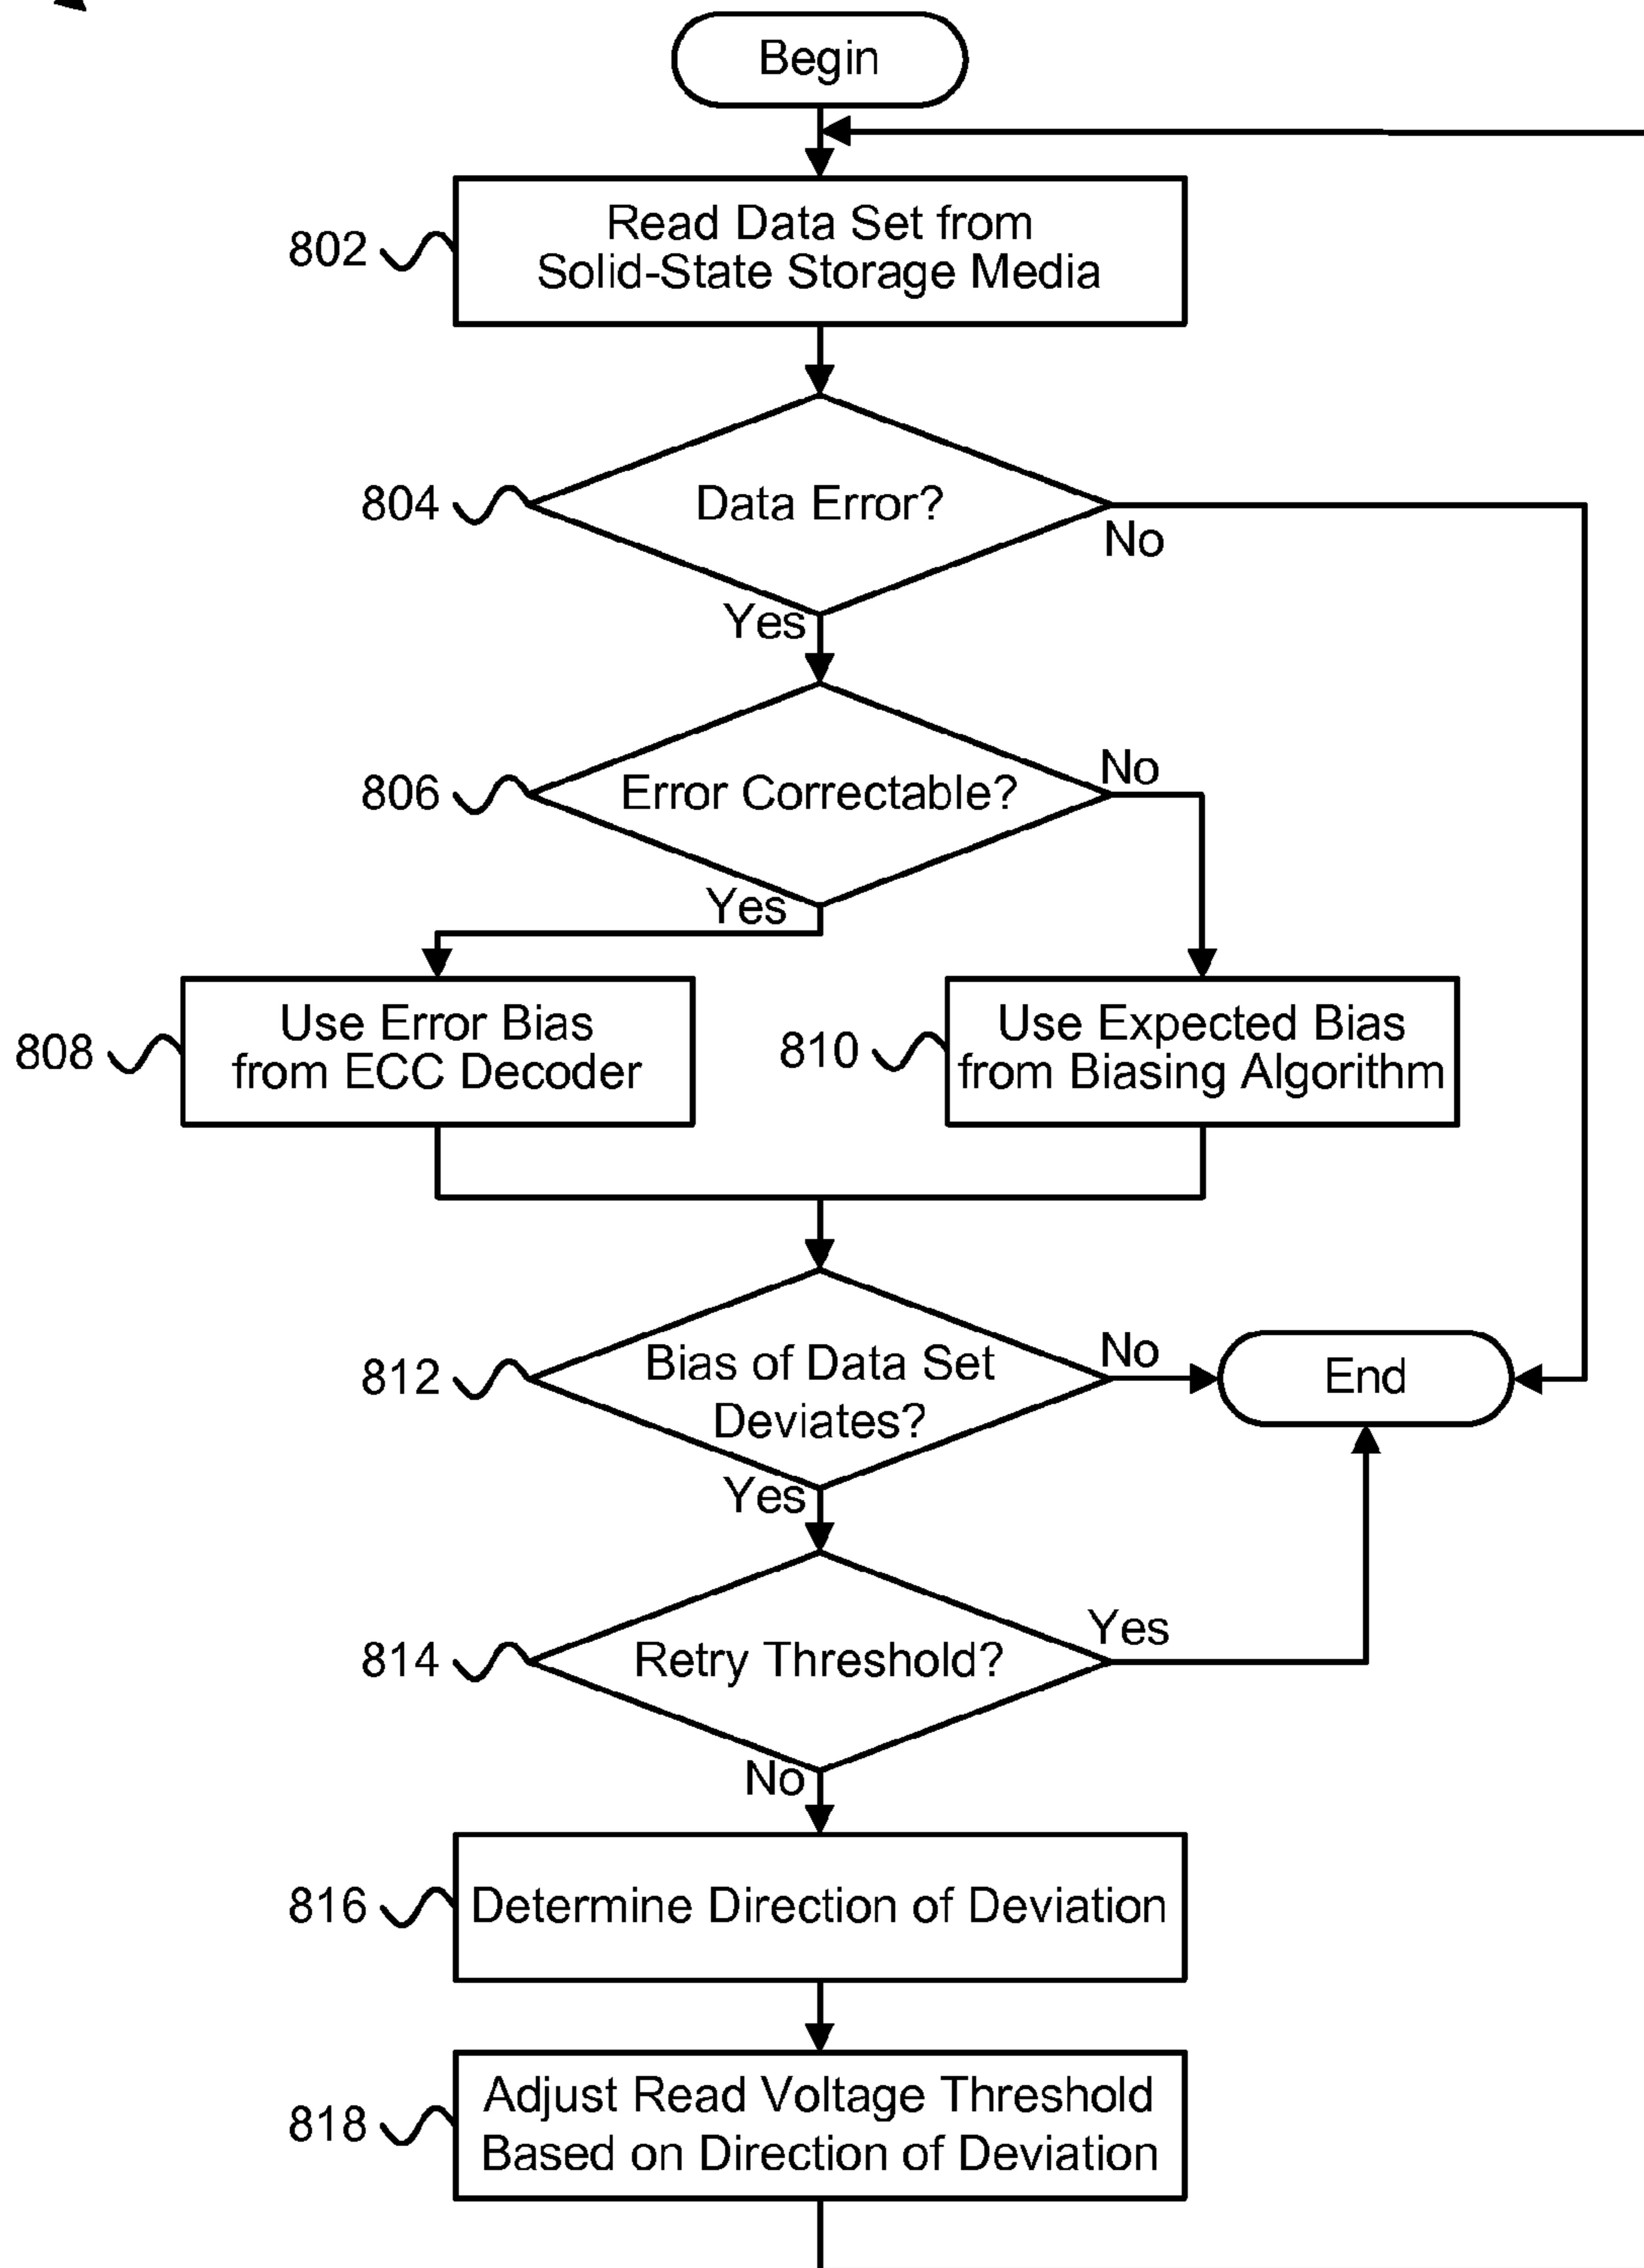 Begin
802
Read Data Set from
Solid-State Storage Media
804
Data Error?
No
Yes
806
Error Correctable?
No
Yes
808
Use Error Bias
from ECC Decoder
810
Use Expected Bias
from Biasing Algorithm
812
Bias of Data Set
Deviates?
No
End
Yes
814
Retry Threshold?
Yes
No
816
Determine Direction of Deviation
818
Adjust Read Voltage Threshold
Based on Direction of Deviation